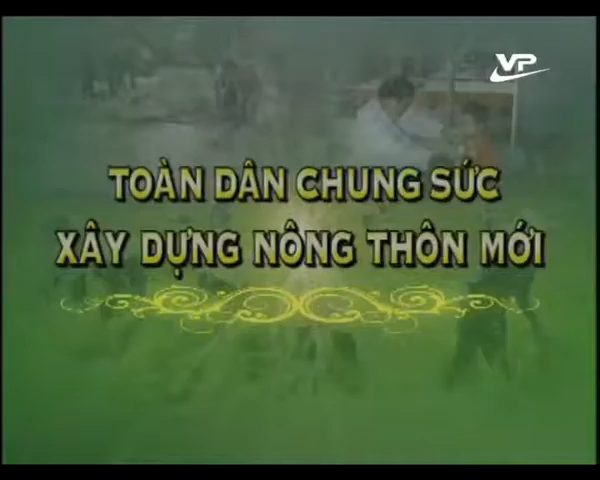 VP
TOÀN DÂN CHUNG SỨC
XÂY DỰNG NÔNG THÔN MỚI